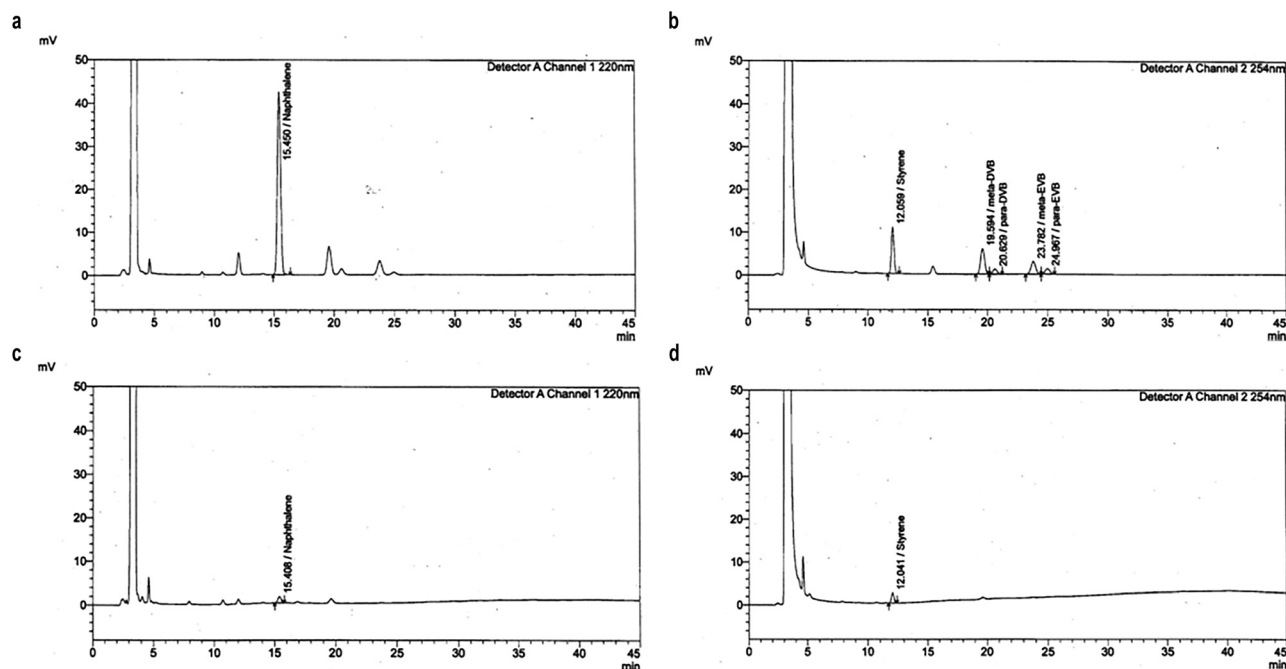 a
mV
Detector A Channel 1 220nm
50
40
30
20
10
0
15.450 / Naphthalene
0 5 10 15 20 25 30 35 40 45
min
b
mV
Detector A Channel 2 254nm
50
40
30
20
10
0
12.059 / Styrene
19.594 / meta-DVB
20.629 / para-DVB
23.782 / meta-EVB
24.967 / para-EVB
0 5 10 15 20 25 30 35 40 45
min
c
mV
Detector A Channel 1 220nm
50
40
30
20
10
0
15.408 / Naphthalene
0 5 10 15 20 25 30 35 40 45
min
d
mV
Detector A Channel 2 254nm
50
40
30
20
10
0
12.041 / Styrene
0 5 10 15 20 25 30 35 40 45
min